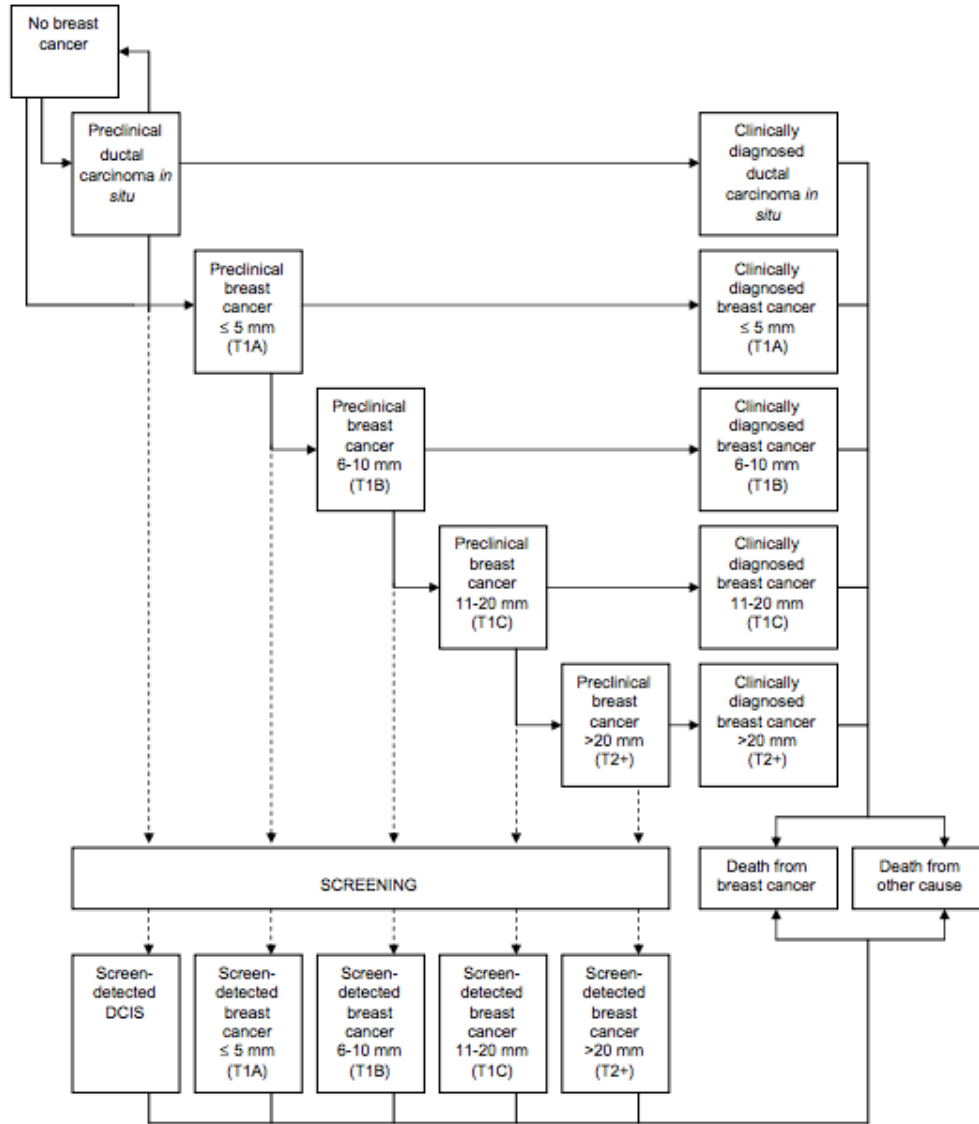 No breast
cancer
Preclinical
ductal
carcinoma in
situ
Clinically
diagnosed
ductal
carcinoma in
situ
Preclinical
breast
cancer
≤ 5 mm
(T1A)
Clinically
diagnosed
breast cancer
≤ 5 mm
(T1A)
Preclinical
breast
cancer
6-10 mm
(T1B)
Clinically
diagnosed
breast cancer
6-10 mm
(T1B)
Preclinical
breast
cancer
11-20 mm
(T1C)
Clinically
diagnosed
breast cancer
11-20 mm
(T1C)
Preclinical
breast
cancer
>20 mm
(T2+)
Clinically
diagnosed
breast cancer
>20 mm
(T2+)
SCREENING
Death from
breast cancer
Death from
other cause
Screen-
detected
DCIS
Screen-
detected
breast
cancer
≤ 5 mm
(T1A)
Screen-
detected
breast
cancer
6-10 mm
(T1B)
Screen-
detected
breast
cancer
11-20 mm
(T1C)
Screen-
detected
breast
cancer
>20 mm
(T2+)